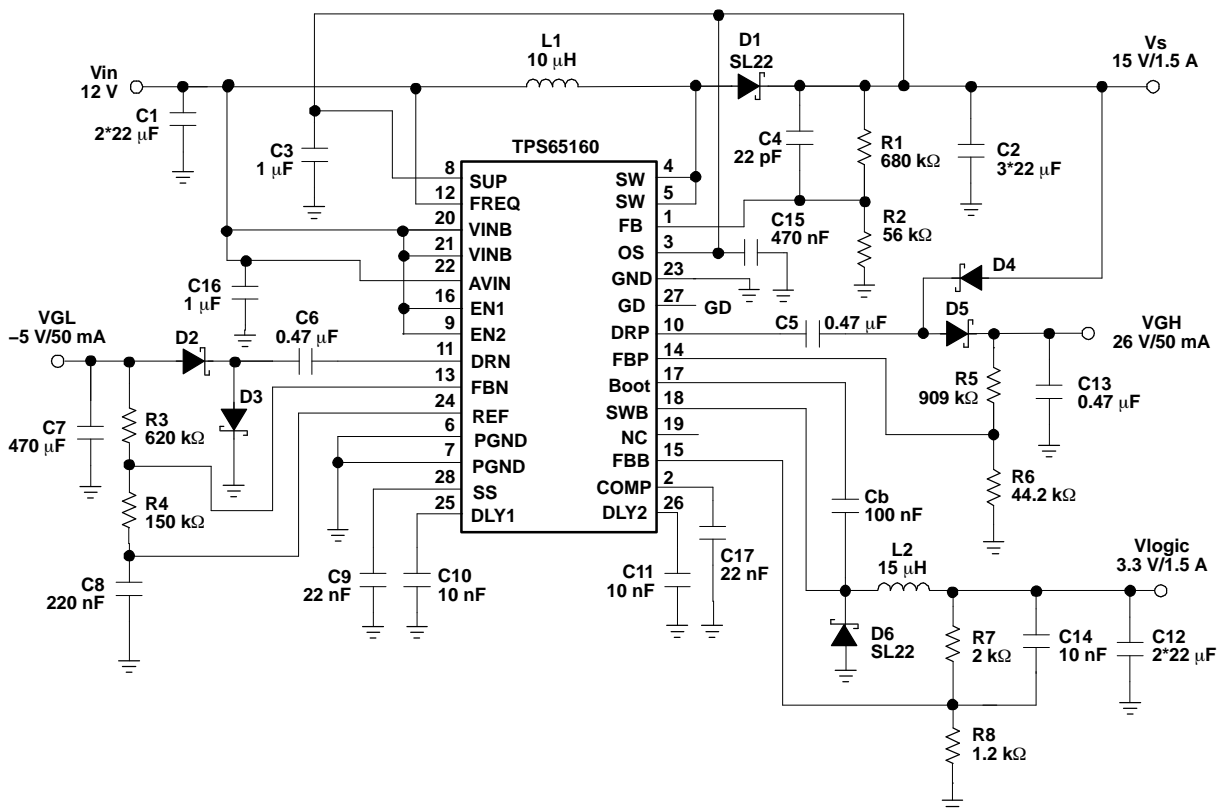 L1
10 μH
D1
SL22
Vs
15 V/1.5 A
Vin
12 V
C1
2*22 μF
C3
1 μF
TPS65160
C4
22 pF
R1
680 kΩ
C2
3*22 μF
8
SUP
12
FREQ
20
VINB
21
VINB
22
AVIN
16
EN1
9
EN2
11
DRN
13
FBN
24
REF
6
PGND
7
PGND
28
SS
25
DLY1
4
SW
5
SW
1
FB
3
OS
23
GND
27
GD
GD
10
DRP
14
FBP
17
Boot
18
SWB
19
NC
15
FBB
2
COMP
26
DLY2
C15
470 nF
R2
56 kΩ
D4
C16
1 μF
VGL
–5 V/50 mA
D2
C6
0.47 μF
C5
0.47 μF
D5
VGH
26 V/50 mA
D3
C7
470 μF
R3
620 kΩ
R5
909 kΩ
C13
0.47 μF
R4
150 kΩ
R6
44.2 kΩ
Cb
100 nF
C8
220 nF
C9
22 nF
C10
10 nF
C11
10 nF
C17
22 nF
L2
15 μH
Vlogic
3.3 V/1.5 A
D6
SL22
R7
2 kΩ
C14
10 nF
C12
2*22 μF
R8
1.2 kΩ